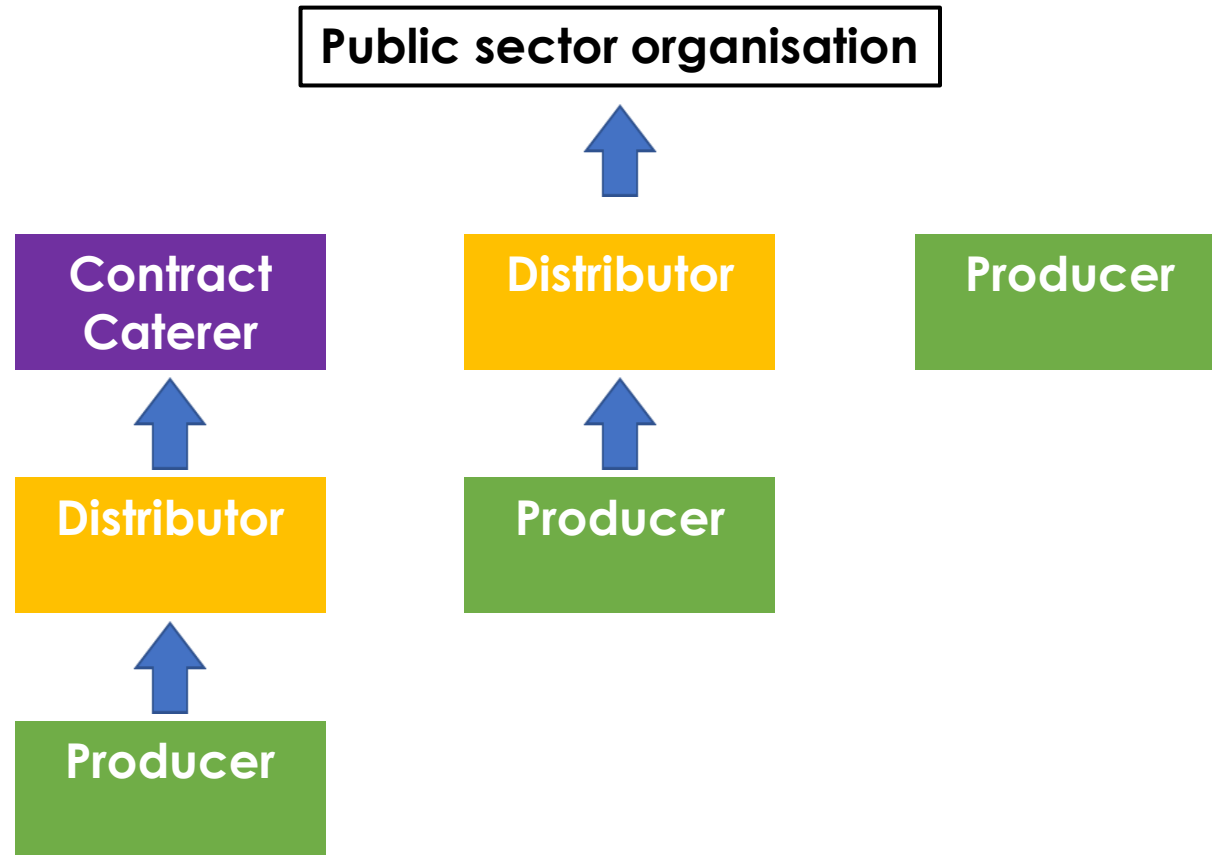 Public sector organisation
Contract
Caterer
Distributor
Producer
Distributor
Producer
Producer